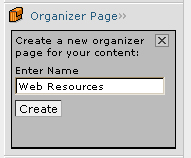 Organizer Page»
Create a new organizer
page for your content:
Enter Name
Web Resources
Create